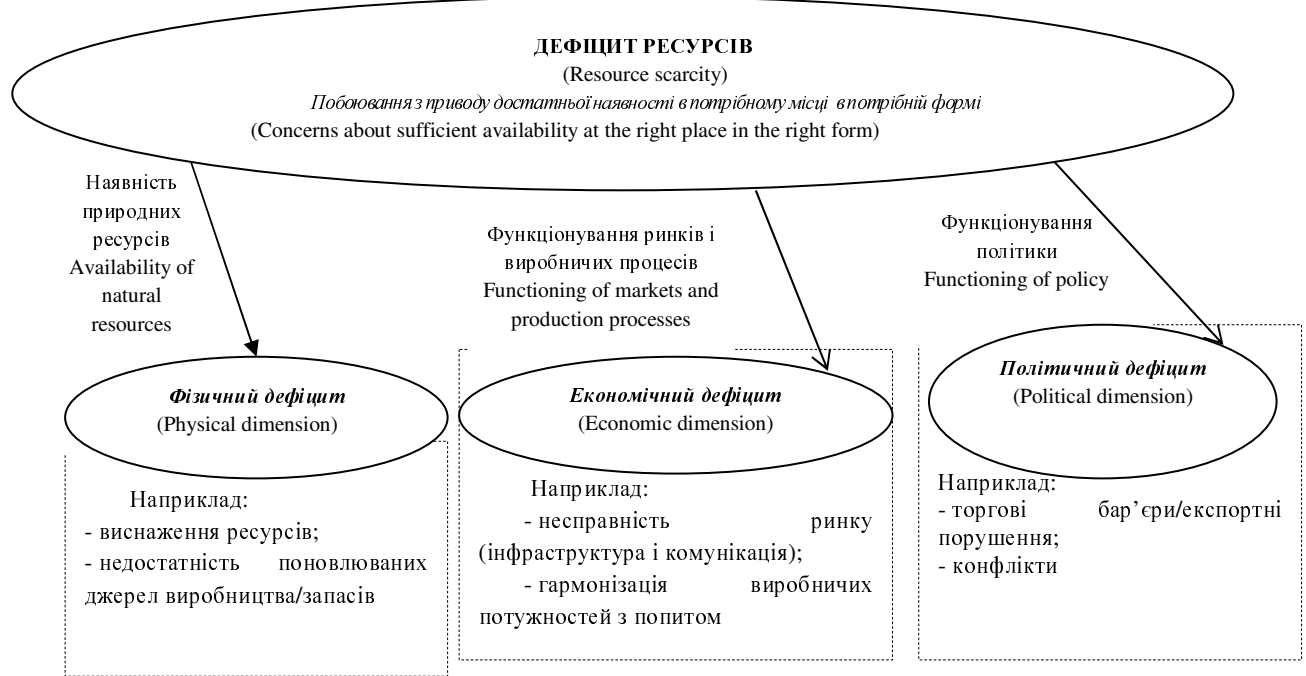 ДЕФІЦИТ РЕСУРСІВ
(Resource scarcity)
Побоювання з приводу достатньої наявності в потрібному місці в потрібній формі
(Concerns about sufficient availability at the right place in the right form)
Наявність
природних
ресурсів
Availability of
natural
resources
Функціонування ринків і
виробничих процесів
Functioning of markets and
production processes
Функціонування
політики
Functioning of policy
Фізичний дефіцит
(Physical dimension)
Наприклад:
- виснаження ресурсів;
- недостатність поновлюваних
джерел виробництва/запасів
Економічний дефіцит
(Economic dimension)
Наприклад:
- несправність ринку
(інфраструктура і комунікація);
- гармонізація виробничих
потужностей з попитом
Політичний дефіцит
(Political dimension)
Наприклад:
- торгові бар’єри/експортні
порушення;
- конфлікти